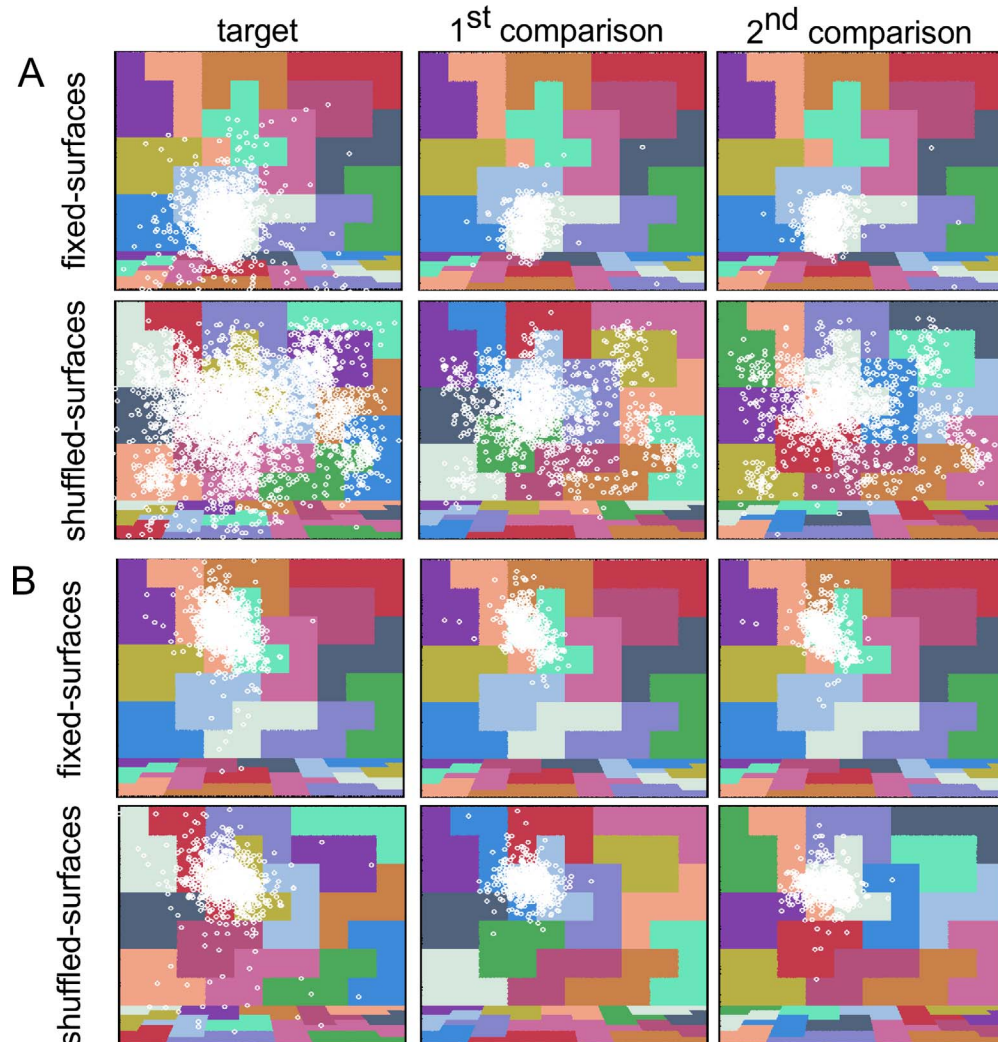 target 1st comparison 2nd comparison
A
fixed-surfaces
shuffled-surfaces
B
fixed-surfaces
shuffled-surfaces